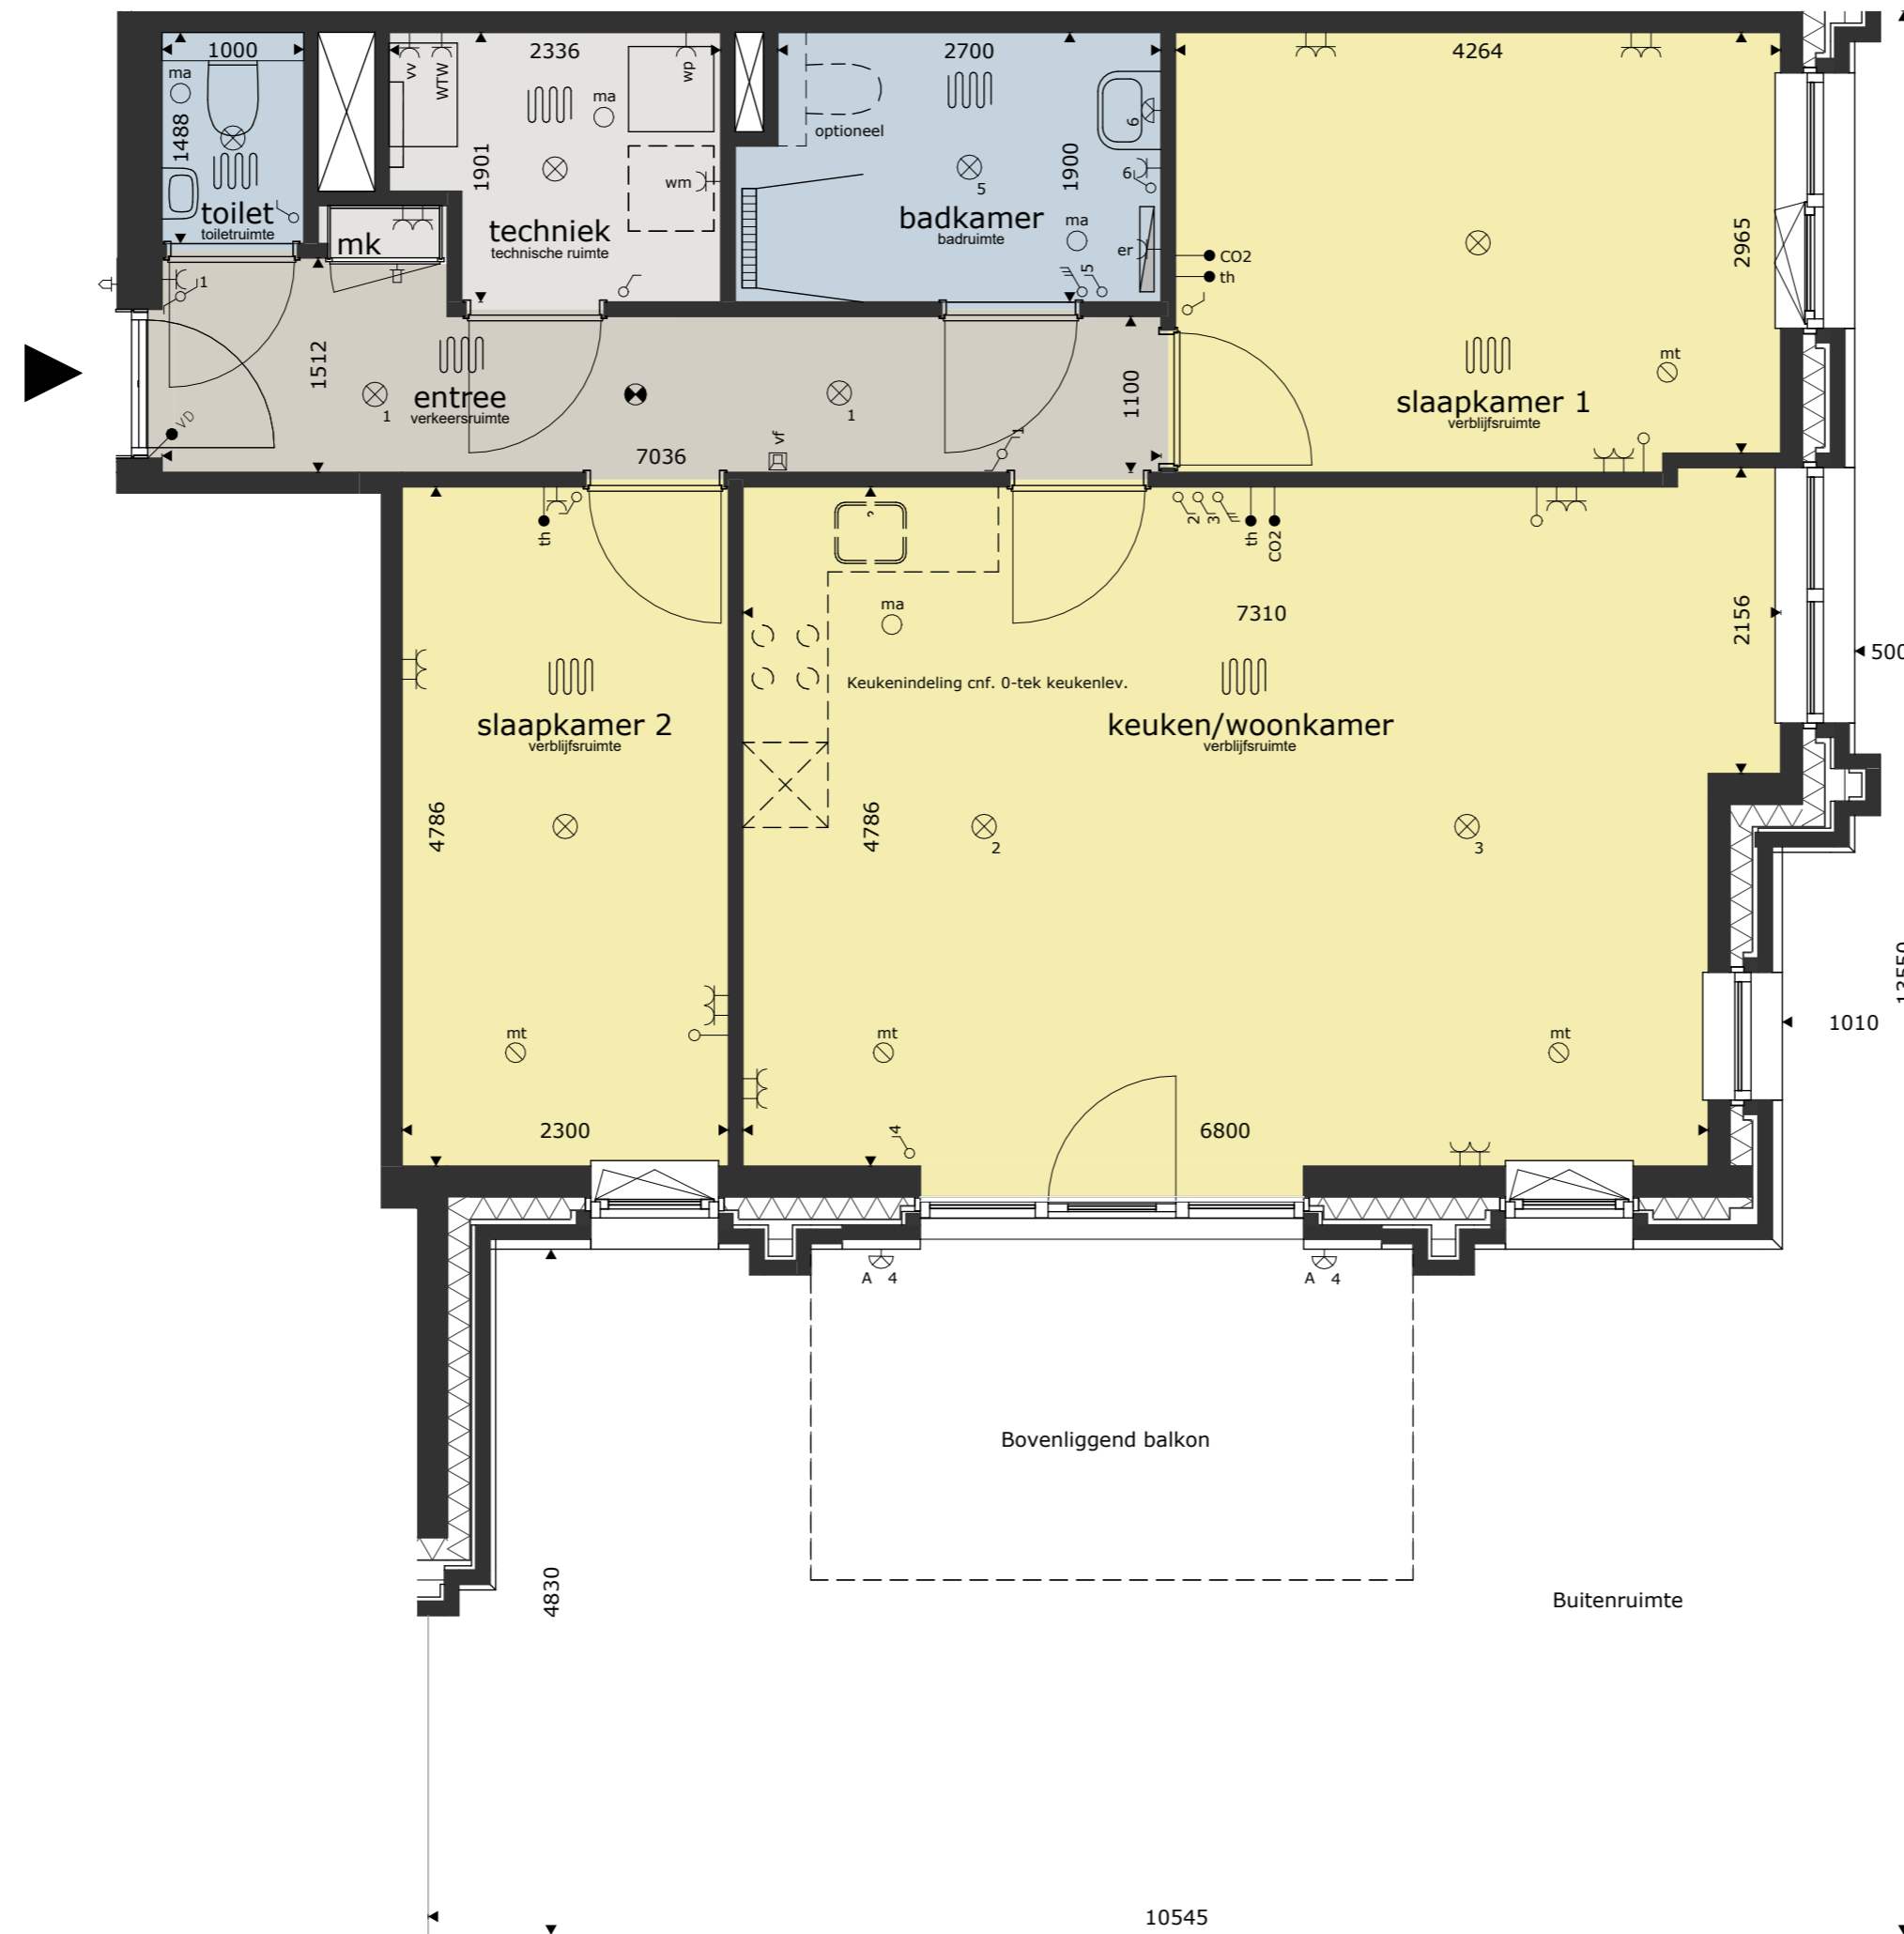 1000
2336
2700
4264
ma
vv
WTW
wp
ma
optioneel
6
1488
1901
1900
wm
6
5
toilet
toiletruimte
mk
techniek
technische ruimte
badkamer
badruimte
ma
er
5
CO2
th
2965
1
1512
entree
verkeersruimte
1
1
1100
1
mt
slaapkamer 1
verblijfsruimte
VD
7036
vf
th
2
3
th
CO2
ma
7310
2156
500
Keukenindeling cnf. 0-tek keukenlev.
slaapkamer 2
verblijfsruimte
keuken/woonkamer
verblijfsruimte
4786
4786
2
3
13550
1010
mt
mt
mt
2300
4
6800
A 4
A 4
Bovenliggend balkon
4830
Buitenruimte
10545